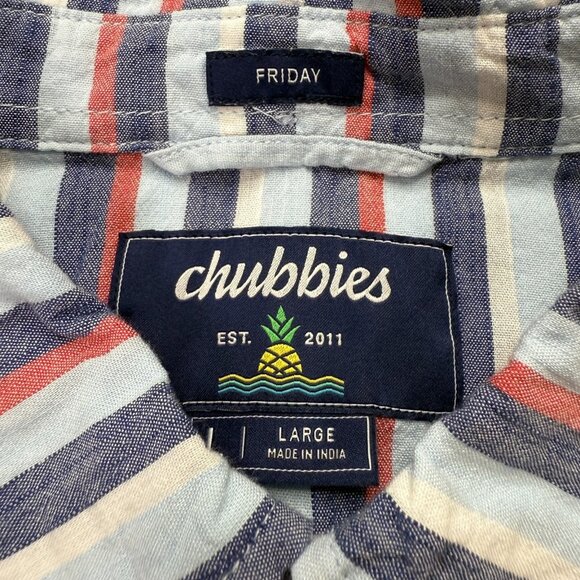 FRIDAY
chubbies
EST. 2011
L LARGE
MADE IN INDIA